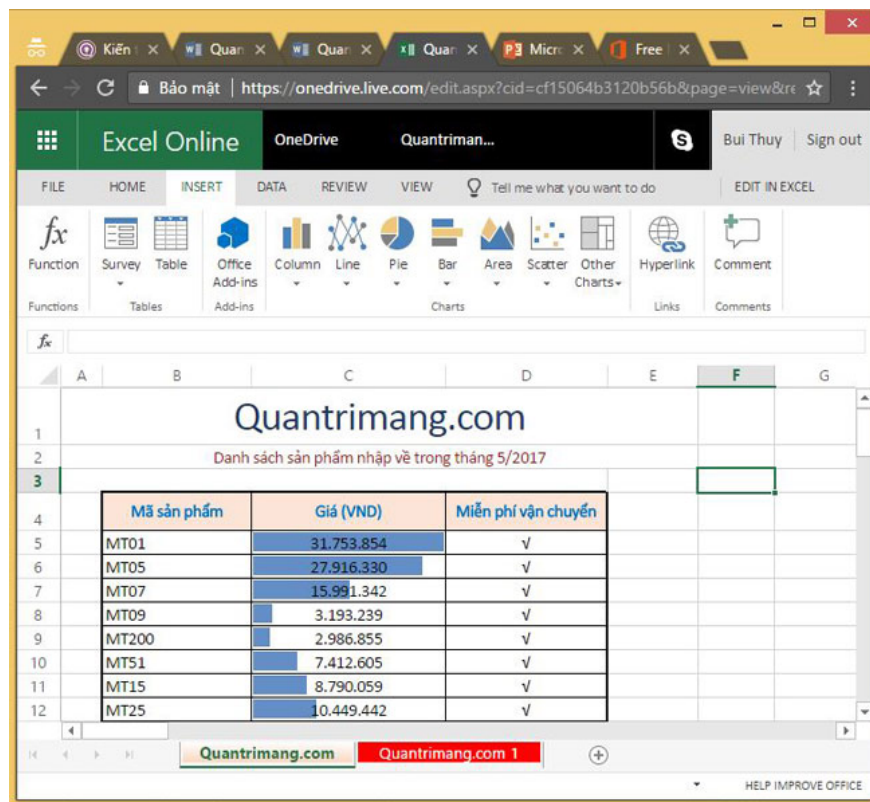 Kiến
Quan
Quan
Quan
Micro
Free
Bảo mật | https://onedrive.live.com/edit.aspx?cid=cf15064b3120b56b&page=view&re
Excel Online OneDrive Quantriman... Bui Thuy Sign out
FILE HOME INSERT DATA REVIEW VIEW Tell me what you want to do EDIT IN EXCEL
fx
Function Survey Table Office Add-ins Column Line Pie Bar Area Scatter Other Charts Hyperlink Comment
Functions Tables Add-ins Charts Links Comments
fx
A B C D E F G
1 Quantrimang.com
2 Danh sách sản phẩm nhập về trong tháng 5/2017
3
4 Mã sản phẩm Giá (VND) Miễn phí vận chuyển
5 MT01 31.753.854 √
6 MT05 27.916.330 √
7 MT07 15.991.342 √
8 MT09 3.193.239 √
9 MT200 2.986.855 √
10 MT51 7.412.605 √
11 MT15 8.790.059 √
12 MT25 10.449.442 √
Quantrimang.com Quantrimang.com 1
HELP IMPROVE OFFICE